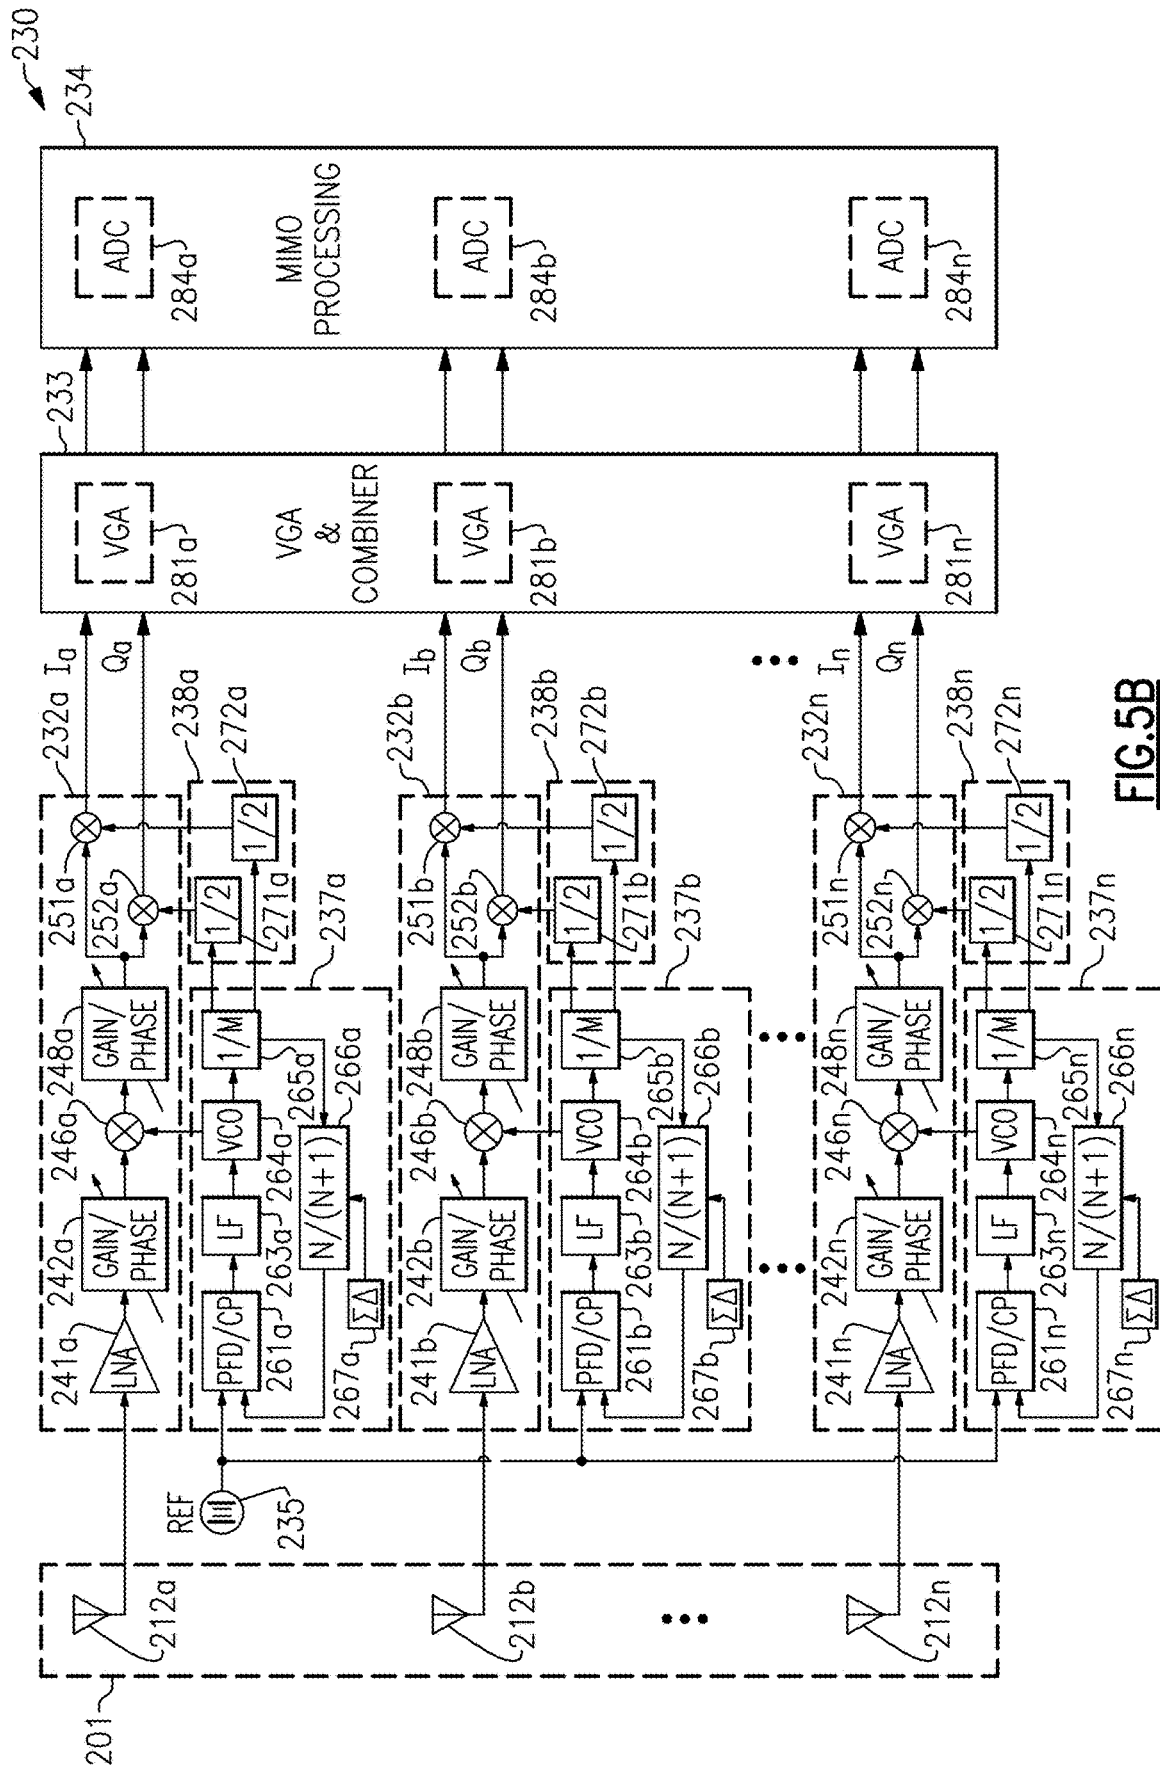 230
234
MIMO
PROCESSING
ADC
284a
ADC
284b
ADC
284n
233
VGA
&
COMBINER
VGA
281a
VGA
281b
VGA
281n
232a
Ia
Qa
238a
272a
251a
252a
1/2
1/2
271a
237a
248a
GAIN/
PHASE
246a
1/M
265a
266a
VCO
264a
N/(N+1)
242a
GAIN/
PHASE
LF
263a
241a
LNA
PFD/CP
261a
267a
ΣΔ
232b
Ib
Qb
238b
272b
251b
252b
1/2
1/2
271b
237b
248b
GAIN/
PHASE
246b
1/M
265b
266b
VCO
264b
N/(N+1)
242b
GAIN/
PHASE
LF
263b
241b
LNA
PFD/CP
261b
267b
ΣΔ
232n
In
Qn
238n
272n
251n
252n
1/2
1/2
271n
237n
248n
GAIN/
PHASE
246n
1/M
265n
266n
VCO
264n
N/(N+1)
242n
GAIN/
PHASE
LF
263n
241n
LNA
PFD/CP
261n
267n
ΣΔ
REF
235
201
212a
212b
212n
FIG.5B